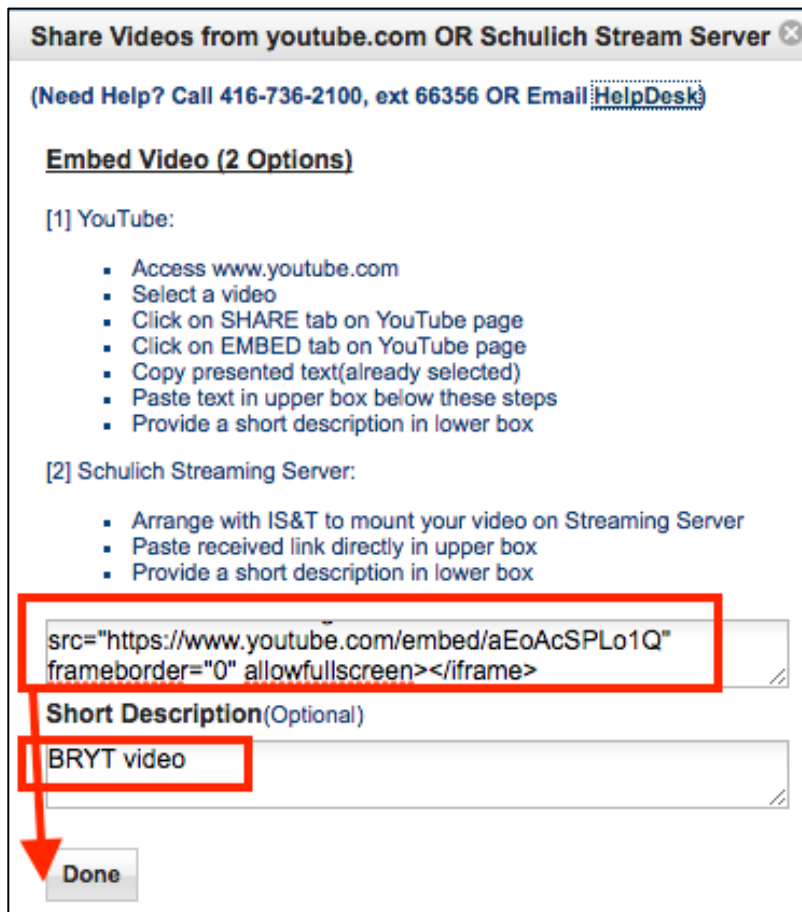 Share Videos from youtube.com OR Schulich Stream Server
(Need Help? Call 416-736-2100, ext 66356 OR Email HelpDesk)
Embed Video (2 Options)
[1] YouTube:
▪ Access www.youtube.com
▪ Select a video
▪ Click on SHARE tab on YouTube page
▪ Click on EMBED tab on YouTube page
▪ Copy presented text(already selected)
▪ Paste text in upper box below these steps
▪ Provide a short description in lower box
[2] Schulich Streaming Server:
▪ Arrange with IS&T to mount your video on Streaming Server
▪ Paste received link directly in upper box
▪ Provide a short description in lower box
src="https://www.youtube.com/embed/aEoAcSPLo1Q"
frameborder="0" allowfullscreen></iframe>
Short Description(Optional)
BRYT video
Done